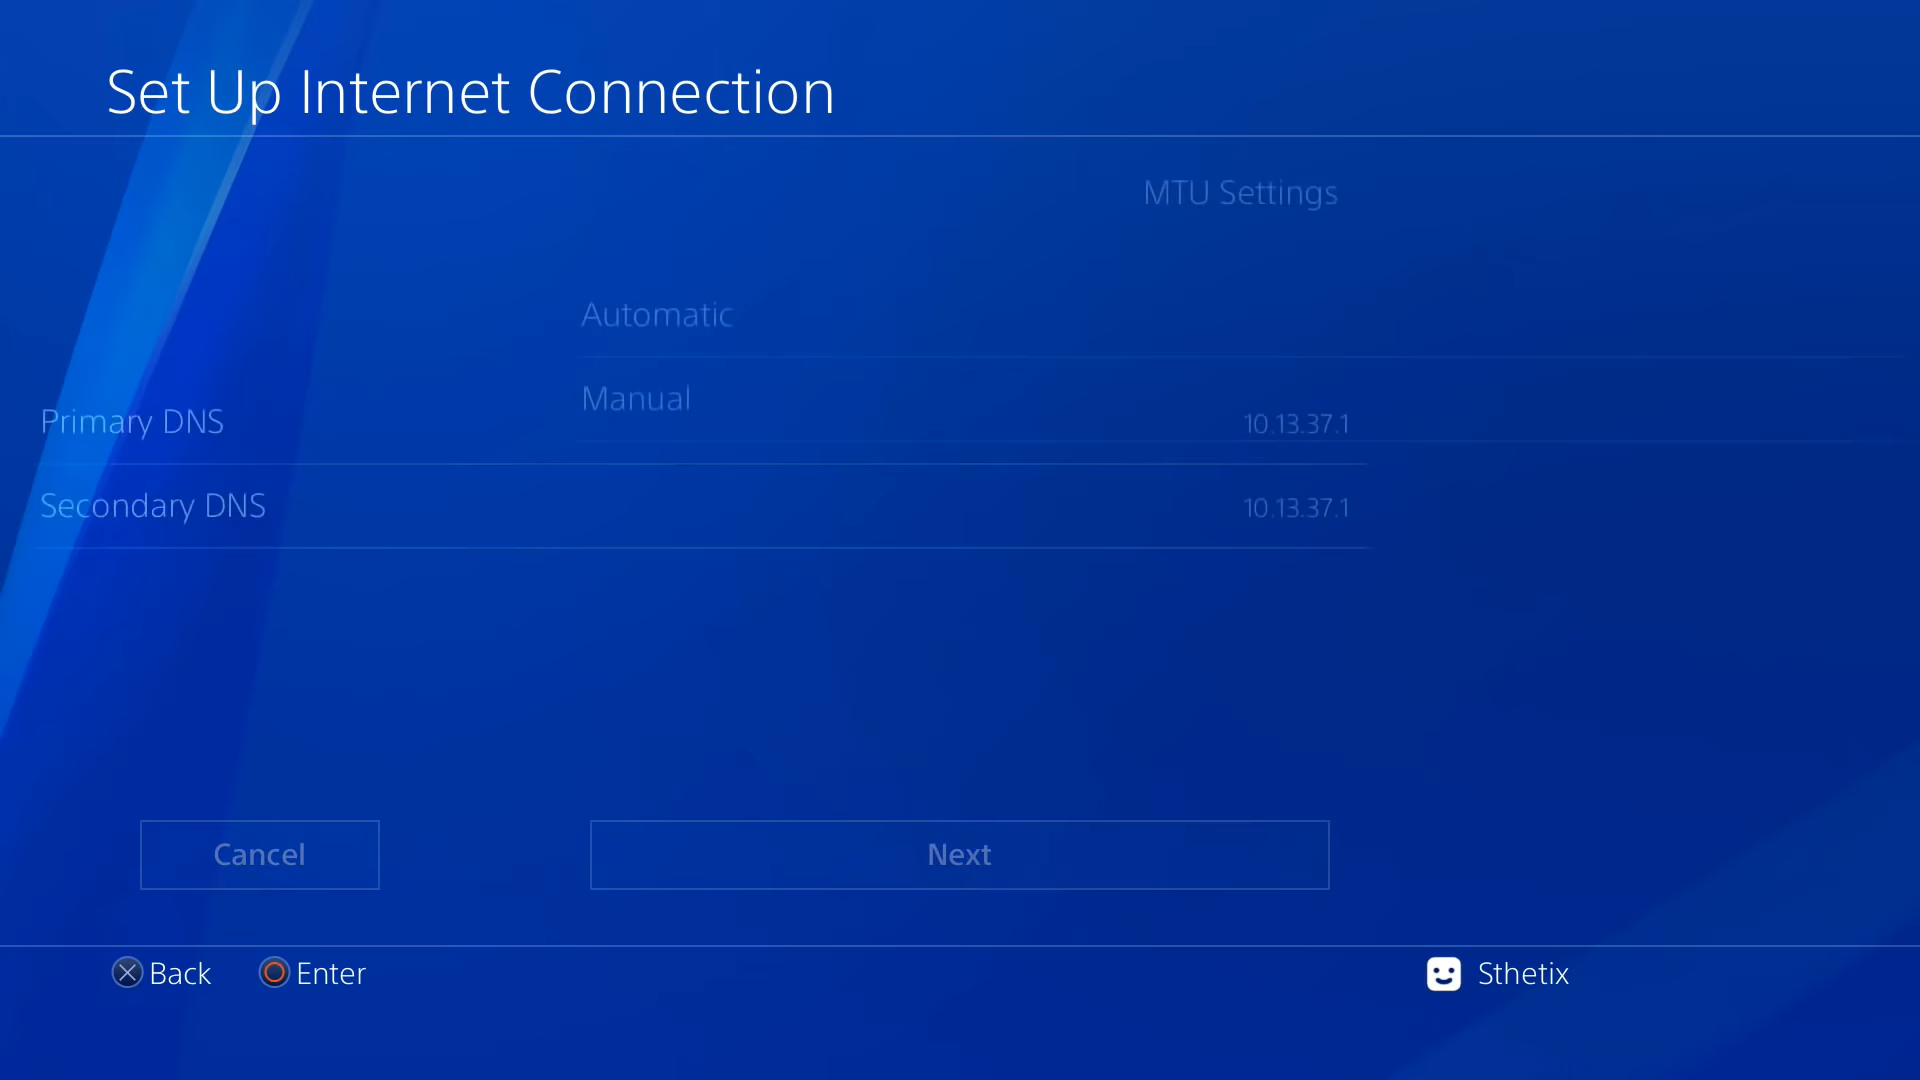 Set Up Internet Connection
MTU Settings
Automatic
Manual
Primary DNS 10.13.37.1
Secondary DNS 10.13.37.1
Cancel Next
Back Enter Sthetix